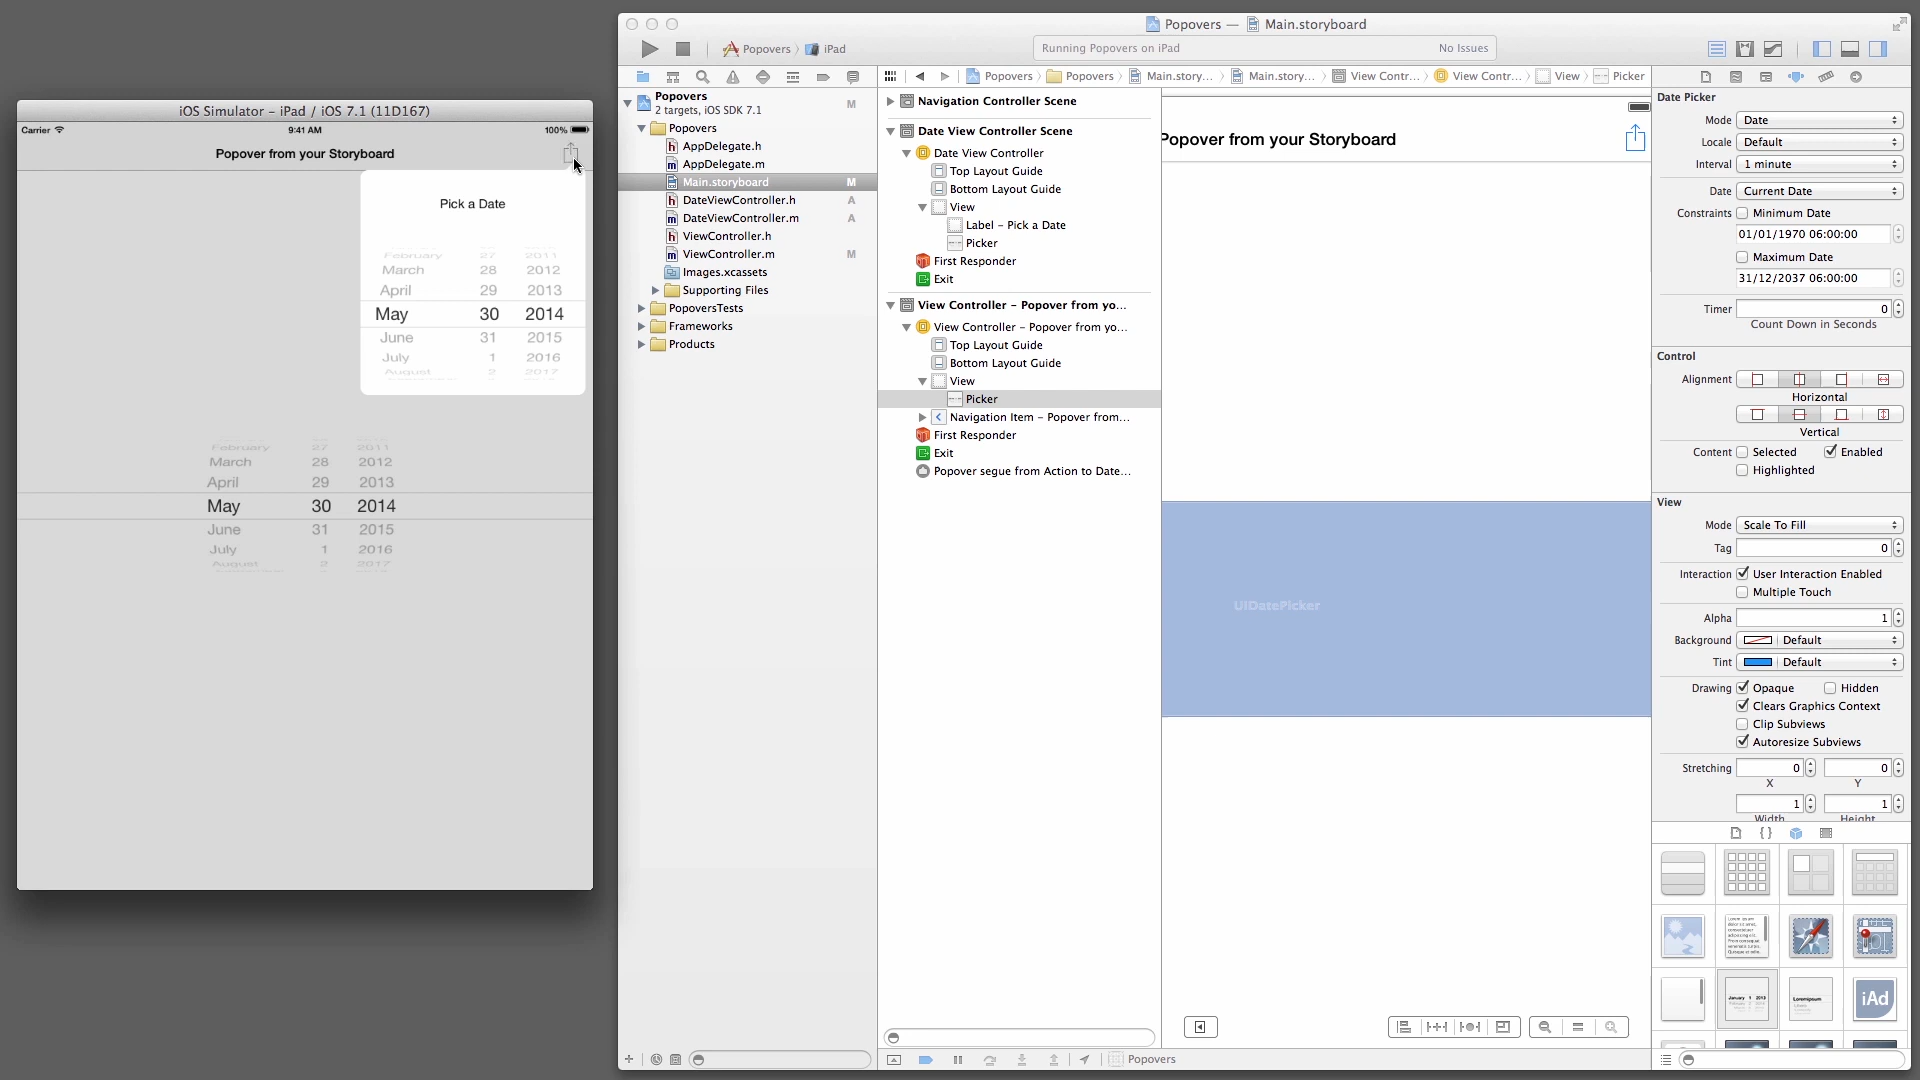 iOS Simulator – iPad / iOS 7.1 (11D167)
Carrier
9:41 AM
100%
Popover from your Storyboard
Pick a Date
February 27 2011
March 28 2012
April 29 2013
May 30 2014
June 31 2015
July 1 2016
August 2 2017
February 27 2011
March 28 2012
April 29 2013
May 30 2014
June 31 2015
July 1 2016
August 2 2017
Popovers — Main.storyboard
Popovers iPad
Running Popovers on iPad
No Issues
Popovers
2 targets, iOS SDK 7.1
M
Popovers
AppDelegate.h
AppDelegate.m
Main.storyboard M
DateViewController.h A
DateViewController.m A
ViewController.h
ViewController.m M
Images.xcassets
Supporting Files
PopoversTests
Frameworks
Products
Popovers Popovers Main.story... Main.story... View Contr... View Contr... View Picker
Navigation Controller Scene
Date View Controller Scene
Date View Controller
Top Layout Guide
Bottom Layout Guide
View
Label – Pick a Date
Picker
First Responder
Exit
View Controller – Popover from yo...
View Controller – Popover from yo...
Top Layout Guide
Bottom Layout Guide
View
Picker
Navigation Item – Popover from...
First Responder
Exit
Popover segue from Action to Date...
Popover from your Storyboard
UIDatePicker
Popovers
Date Picker
Mode Date
Locale Default
Interval 1 minute
Date Current Date
Constraints Minimum Date
01/01/1970 06:00:00
Maximum Date
31/12/2037 06:00:00
Timer 0
Count Down in Seconds
Control
Alignment
Horizontal
Vertical
Content Selected Enabled
Highlighted
View
Mode Scale To Fill
Tag 0
Interaction User Interaction Enabled
Multiple Touch
Alpha 1
Background Default
Tint Default
Drawing Opaque Hidden
Clears Graphics Context
Clip Subviews
Autoresize Subviews
Stretching 0 0
X Y
1 1
Width Height
{ }
iAd